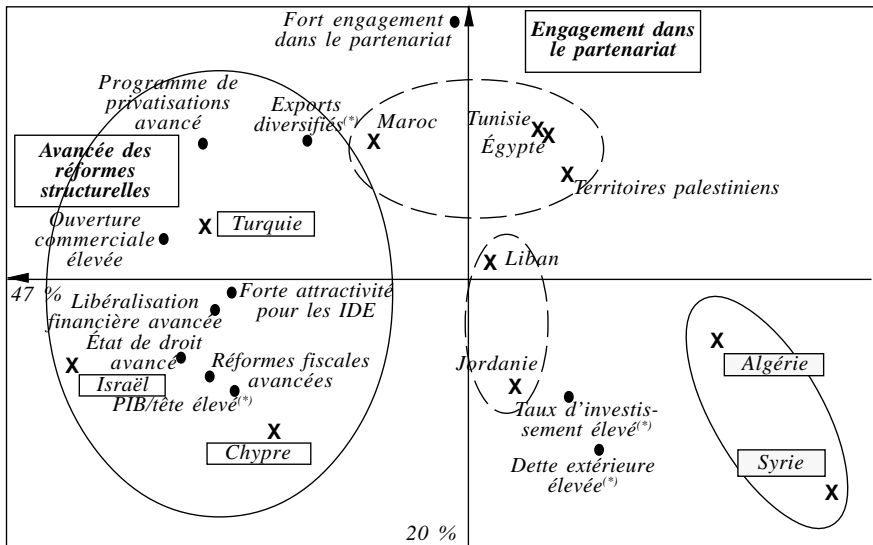 Fort engagement
dans le partenariat
Engagement dans
le partenariat
Programme de
privatisations
avancé
Exports
diversifiés(*)
X Maroc
Tunisie X
Égypte X
X
Territoires palestiniens
Avancée des
réformes
structurelles
X Turquie
Ouverture
commerciale
élevée
X Liban
47 %
Forte attractivité
pour les IDE
Libéralisation
financière avancée
État de droit
avancé
X
Israël
Réformes fiscales
avancées
PIB/tête élevé(*)
X
Chypre
Jordanie
X
Taux d'investis-
sement élevé(*)
Dette extérieure
élevée(*)
X
Algérie
Syrie
X
20 %